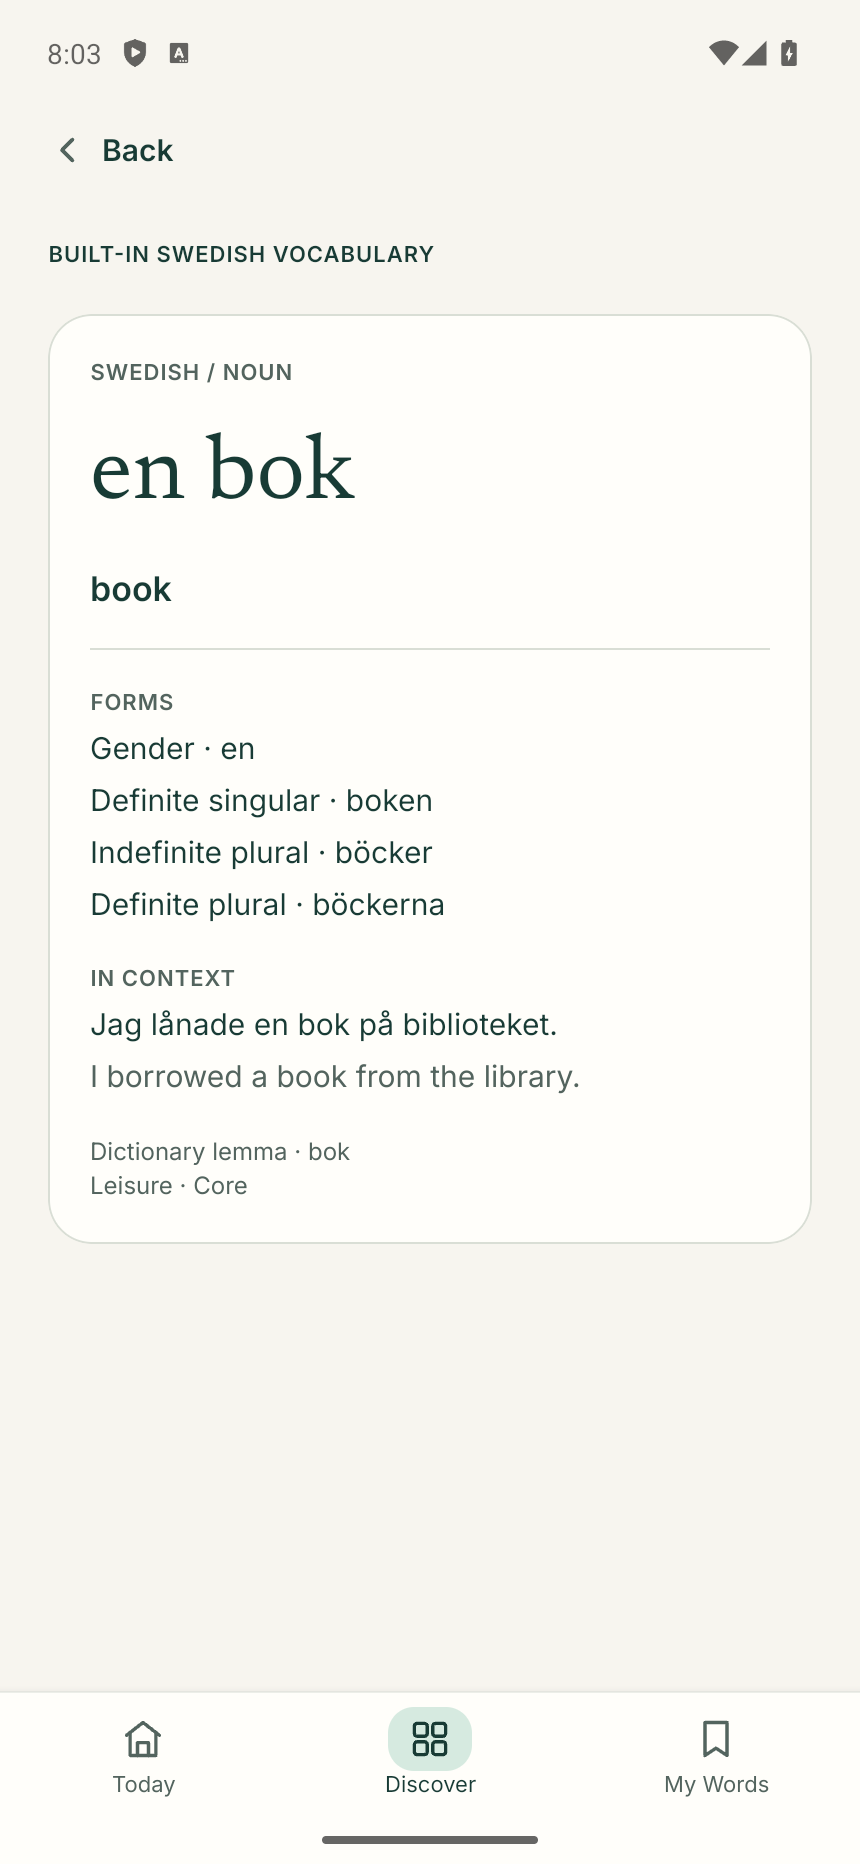 8:03
Back
BUILT-IN SWEDISH VOCABULARY
SWEDISH / NOUN
en bok
book
FORMS
Gender · en
Definite singular · boken
Indefinite plural · böcker
Definite plural · böckerna
IN CONTEXT
Jag lånade en bok på biblioteket.
I borrowed a book from the library.
Dictionary lemma · bok
Leisure · Core
Today
Discover
My Words